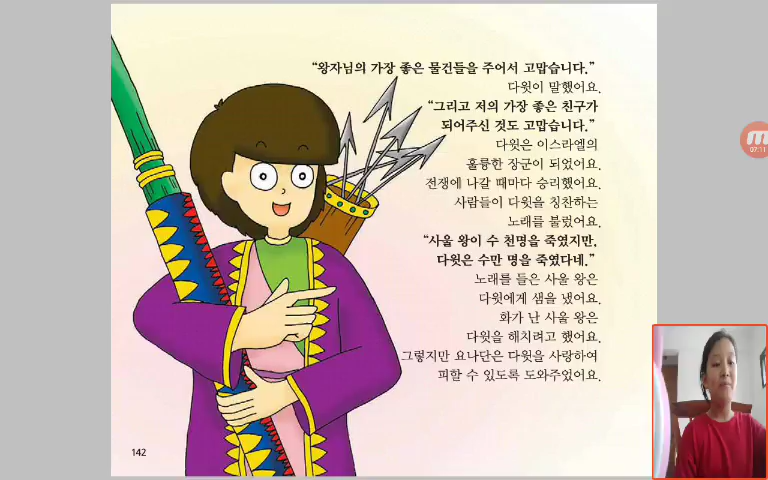 “왕자님의 가장 좋은 물건들을 주어서 고맙습니다.”
다윗이 말했어요.
“그리고 저의 가장 좋은 친구가
되어주신 것도 고맙습니다.”
다윗은 이스라엘의
훌륭한 장군이 되었어요.
전쟁에 나갈 때마다 승리했어요.
사람들이 다윗을 칭찬하는
노래를 불렀어요.
“사울 왕이 수 천명을 죽였지만,
다윗은 수만 명을 죽였다네.”
노래를 들은 사울 왕은
다윗에게 샘을 냈어요.
화가 난 사울 왕은
다윗을 해치려고 했어요.
그렇지만 요나단은 다윗을 사랑하여
피할 수 있도록 도와주었어요.
142
07:11